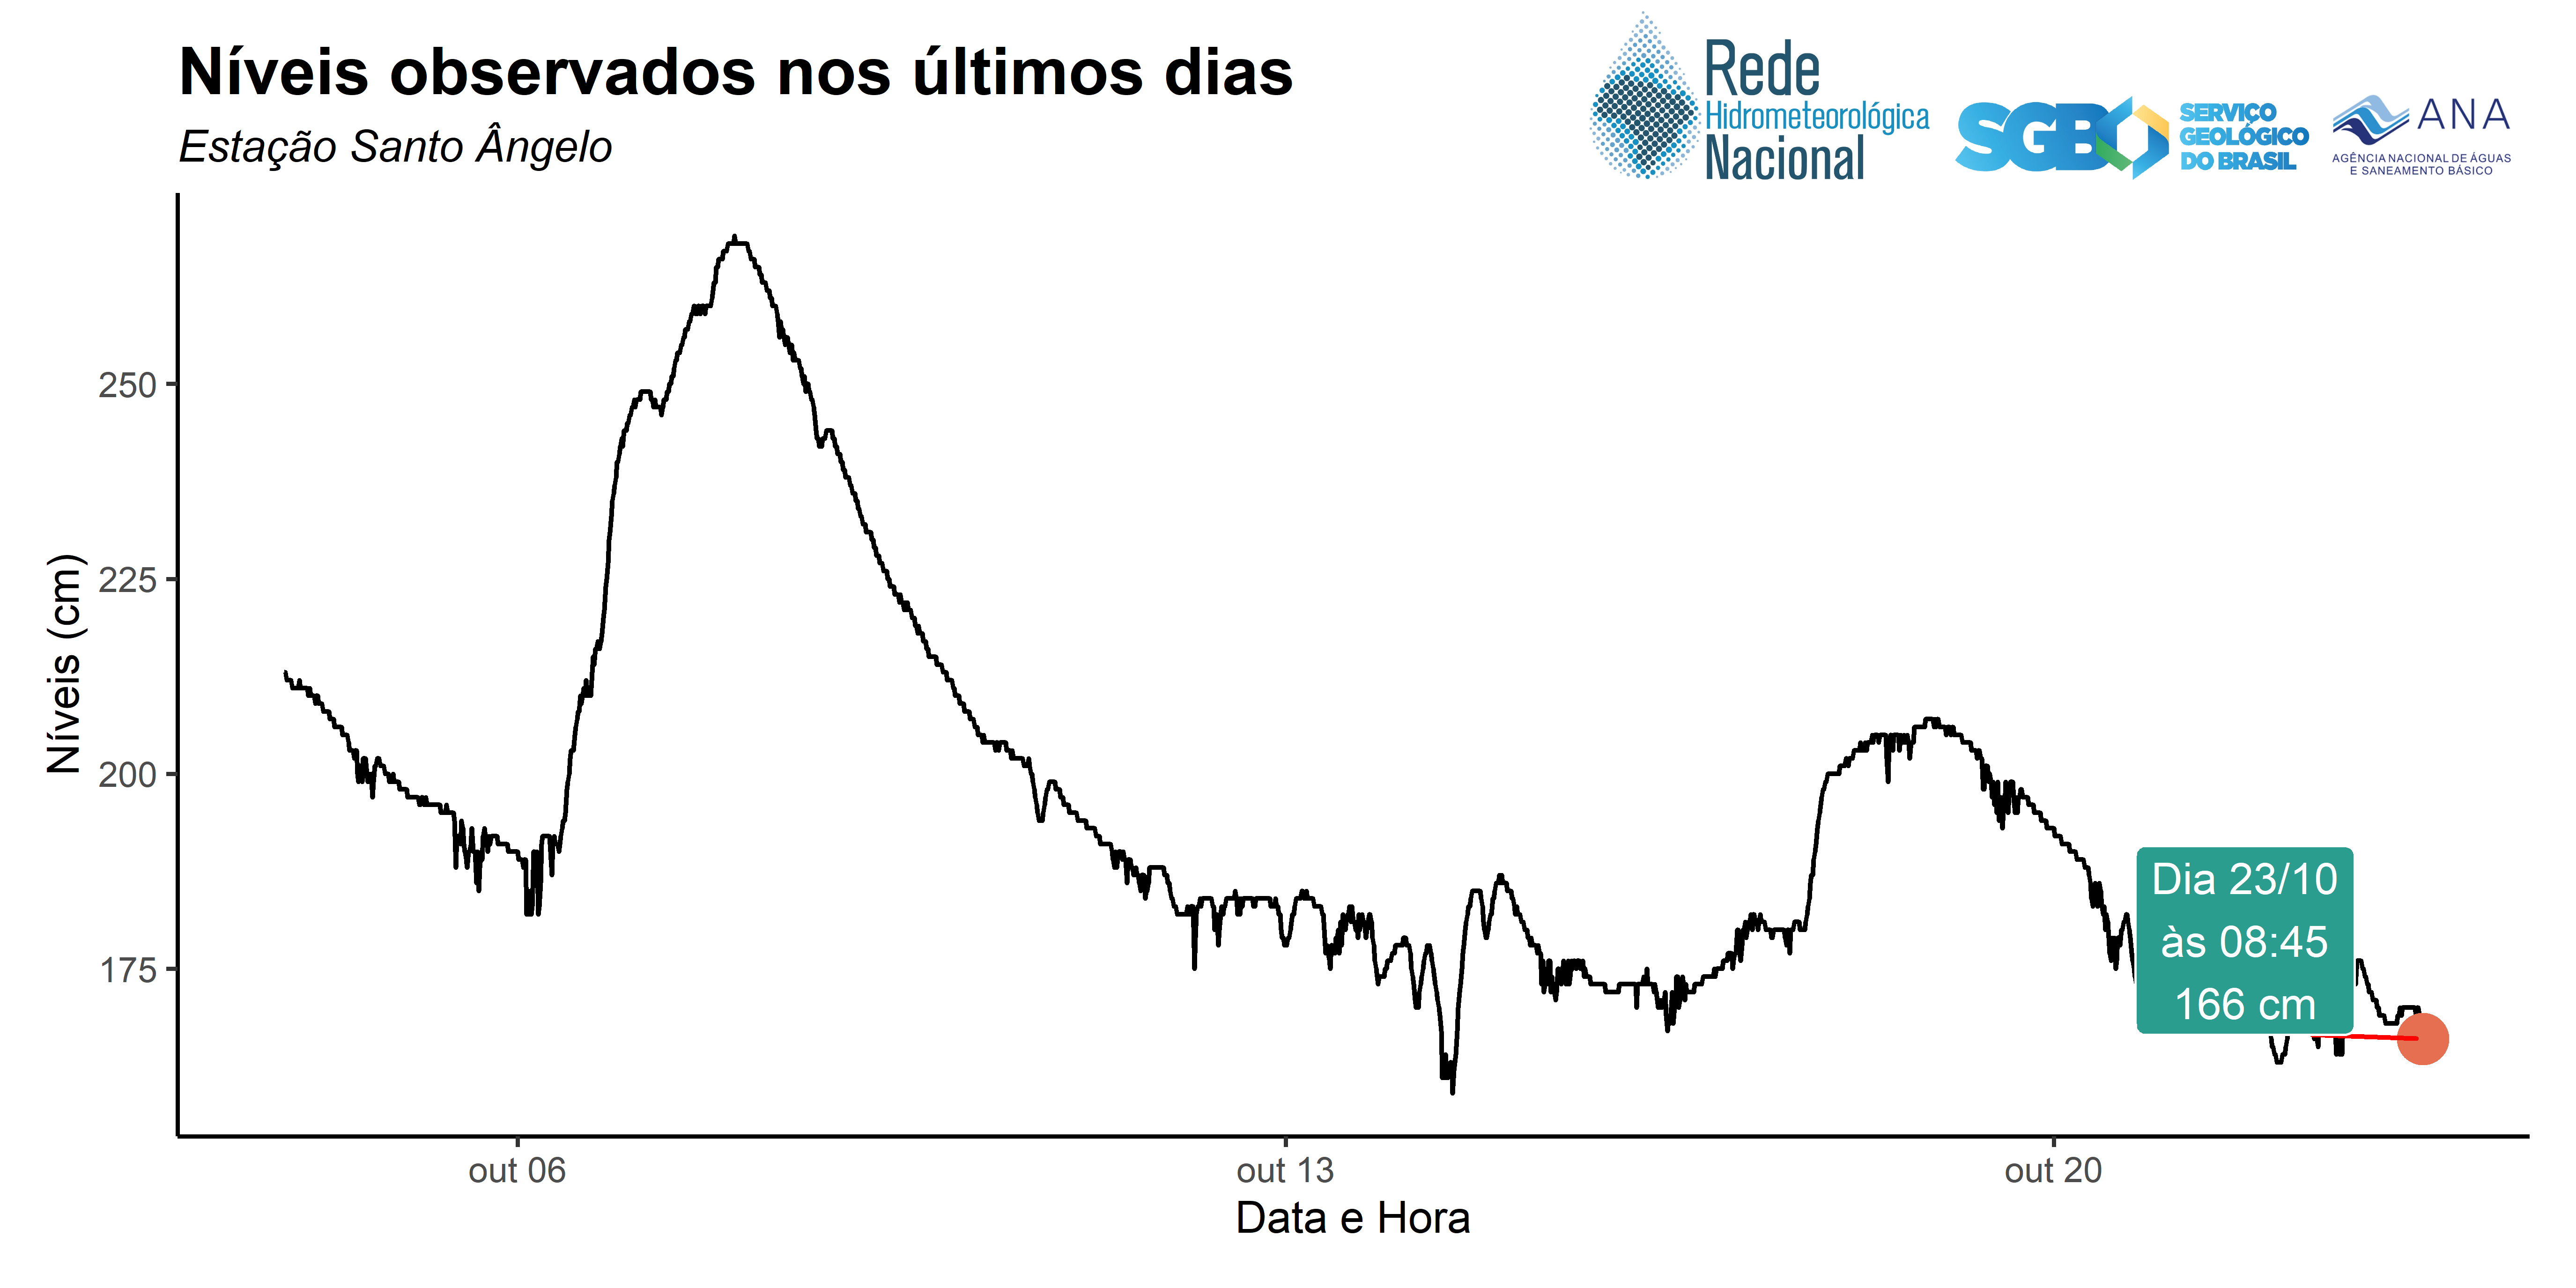 Níveis observados nos últimos dias
Estação Santo Ângelo
Rede
Hidrometeorológica
Nacional
SGB
SERVIÇO
GEOLÓGICO
DO BRASIL
ANA
AGÊNCIA NACIONAL DE ÁGUAS
E SANEAMENTO BÁSICO
Níveis (cm)
250
225
200
175
Dia 23/10
às 08:45
166 cm
out 06
out 13
out 20
Data e Hora